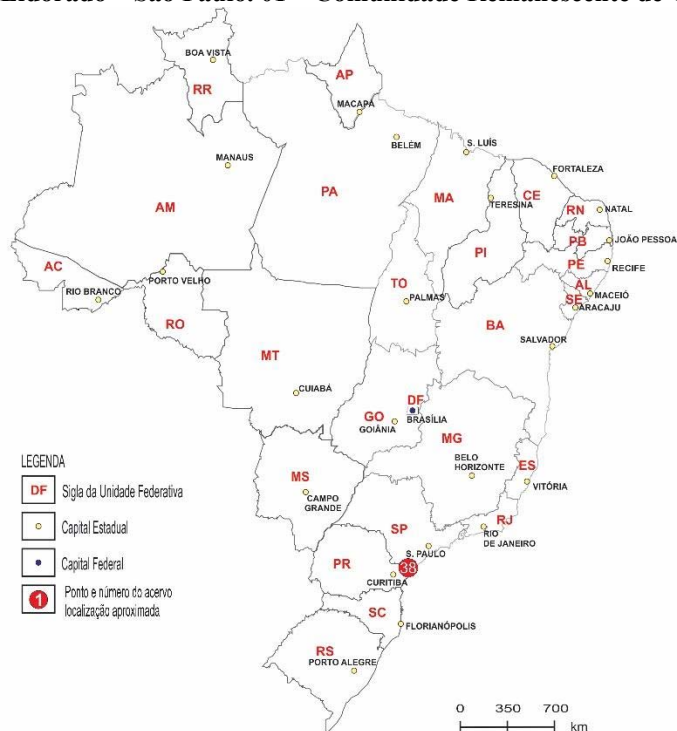 Eldorado – São Paulo. 01 – Comunidade Remanescente de
BOA VISTA
RR
AP
MACAPÁ
BELÉM
S. LUÍS
FORTALEZA
MANAUS
PA
MA
TERESINA
CE
RN
NATAL
AM
PB
JOÃO PESSOA
PI
PE
RECIFE
AC
PORTO VELHO
TO
AL
MACEIÓ
RIO BRANCO
PALMAS
SE
ARACAJU
RO
BA
MT
SALVADOR
CUIABÁ
DF
GO
BRASÍLIA
GOIÂNIA
MG
LEGENDA
BELO
HORIZONTE
ES
DF Sigla da Unidade Federativa
MS
VITÓRIA
CAMPO
GRANDE
Capital Estadual
SP
RJ
RIO
DE JANEIRO
S. PAULO
Capital Federal
PR
38
CURITIBA
1 Ponto e número do acervo
localização aproximada
SC
FLORIANÓPOLIS
RS
PORTO ALEGRE
0 350 700
km